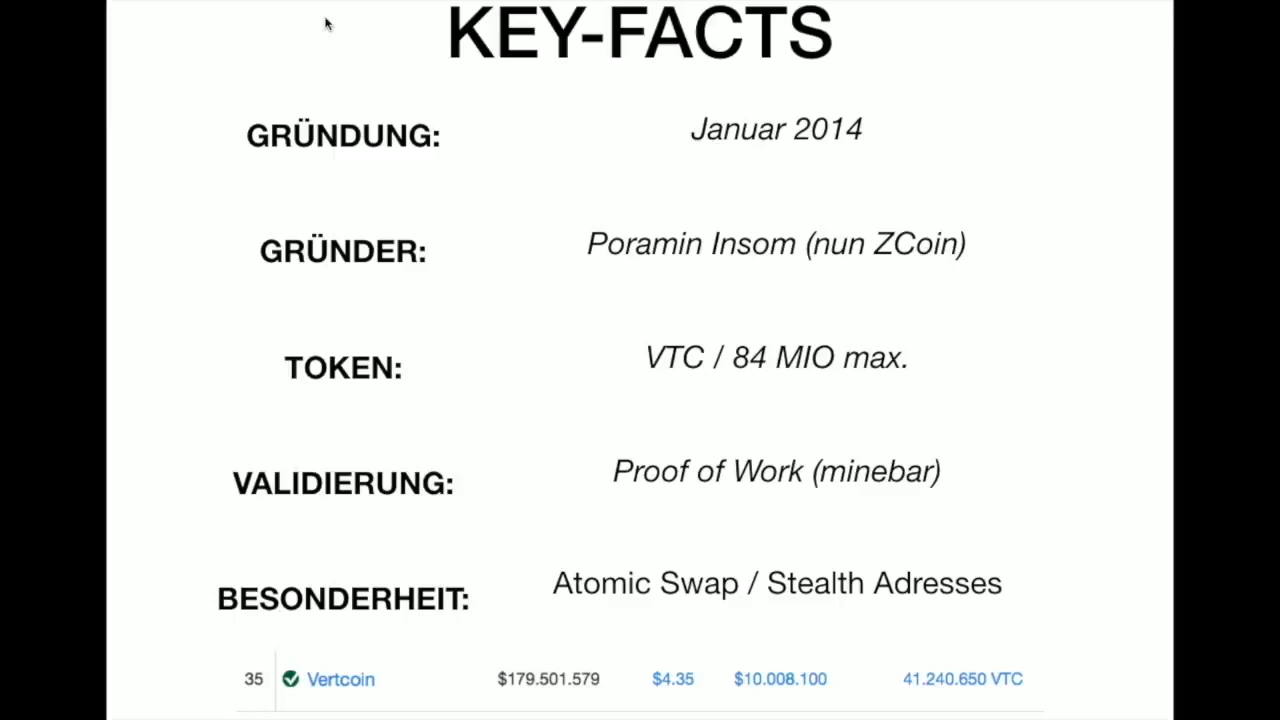 KEY-FACTS
GRÜNDUNG: Januar 2014
GRÜNDER: Poramin Insom (nun ZCoin)
TOKEN: VTC / 84 MIO max.
VALIDIERUNG: Proof of Work (minebar)
BESONDERHEIT: Atomic Swap / Stealth Adresses
35 Vertcoin $179.501.579 $4.35 $10.008.100 41.240.650 VTC